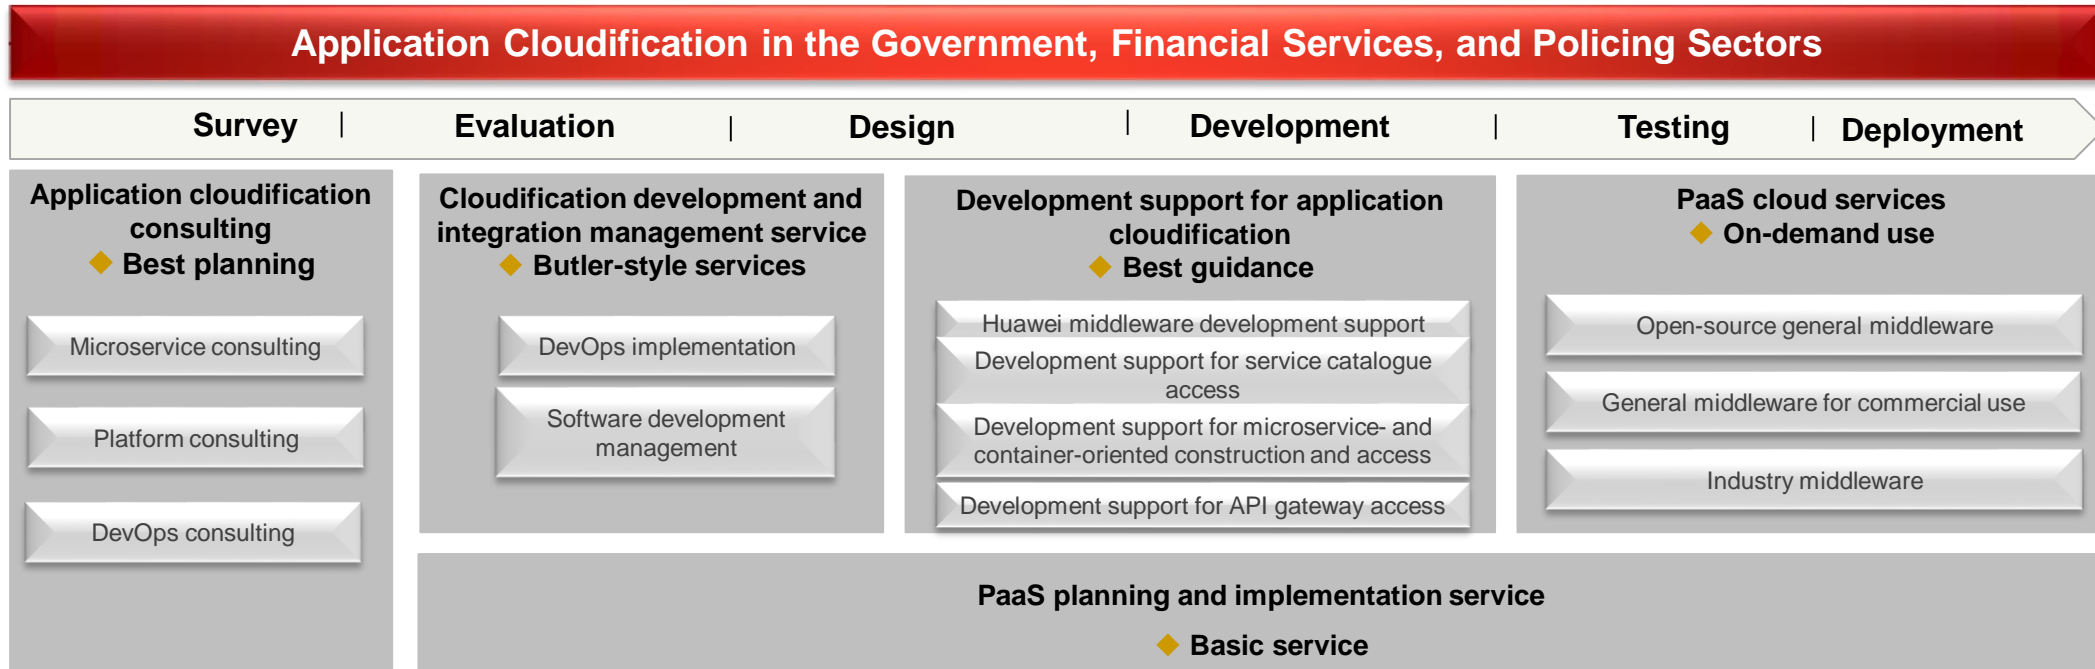 Application Cloudification in the Government, Financial Services, and Policing Sectors
Survey | Evaluation | Design | Development | Testing | Deployment
Application cloudification
consulting
◆ Best planning
Microservice consulting
Platform consulting
DevOps consulting
Cloudification development and
integration management service
◆ Butler-style services
DevOps implementation
Software development
management
Development support for application
cloudification
◆ Best guidance
Huawei middleware development support
Development support for service catalogue
access
Development support for microservice- and
container-oriented construction and access
Development support for API gateway access
PaaS cloud services
◆ On-demand use
Open-source general middleware
General middleware for commercial use
Industry middleware
PaaS planning and implementation service
◆ Basic service